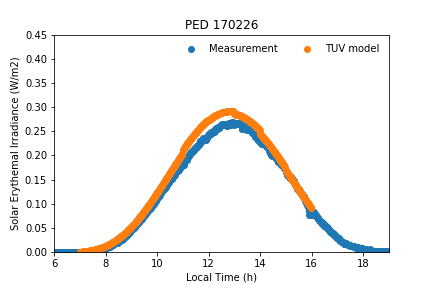 PED 170226
Measurement TUV model
Solar Erythemal Irradiance (W/m2)
0.45
0.40
0.35
0.30
0.25
0.20
0.15
0.10
0.05
0.00
6 8 10 12 14 16 18
Local Time (h)